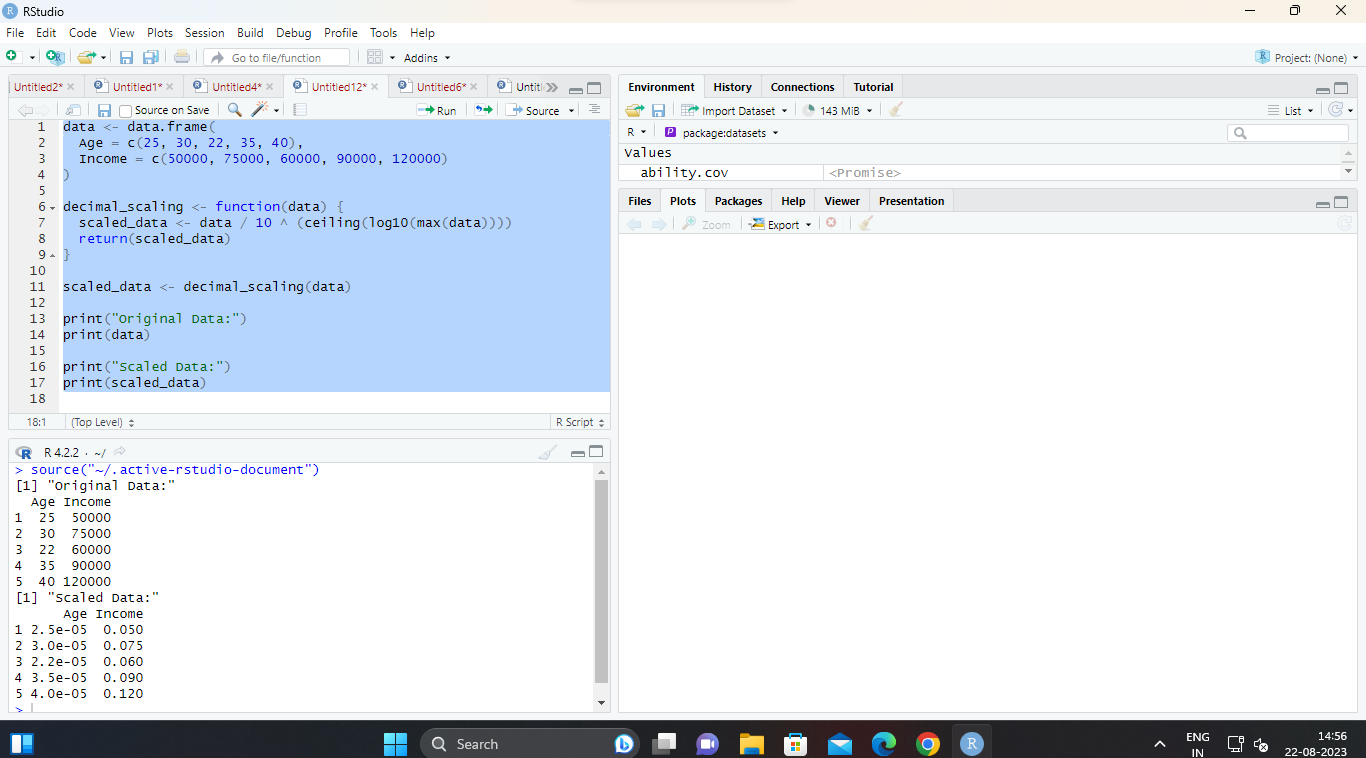 RStudio
File Edit Code View Plots Session Build Debug Profile Tools Help
Go to file/function Addins Project: (None)
Untitled2* Untitled1* Untitled4* Untitled12* Untitled6* Untitl
Source on Save Run Source
1 data <- data.frame(
2 Age = c(25, 30, 22, 35, 40),
3 Income = c(50000, 75000, 60000, 90000, 120000)
4 )
5
6 decimal_scaling <- function(data) {
7 scaled_data <- data / 10 ^ (ceiling(log10(max(data))))
8 return(scaled_data)
9 }
10
11 scaled_data <- decimal_scaling(data)
12
13 print("Original Data:")
14 print(data)
15
16 print("Scaled Data:")
17 print(scaled_data)
18
18:1 (Top Level) R Script
R 4.2.2 · ~/
> source("~/.active-rstudio-document")
[1] "Original Data:"
Age Income
1 25 50000
2 30 75000
3 22 60000
4 35 90000
5 40 120000
[1] "Scaled Data:"
Age Income
1 2.5e-05 0.050
2 3.0e-05 0.075
3 2.2e-05 0.060
4 3.5e-05 0.090
5 4.0e-05 0.120
>
Environment History Connections Tutorial
Import Dataset 143 MiB List
R package:datasets
Values
ability.cov <Promise>
Files Plots Packages Help Viewer Presentation
Zoom Export
Search
ENG
IN
14:56
22-08-2023